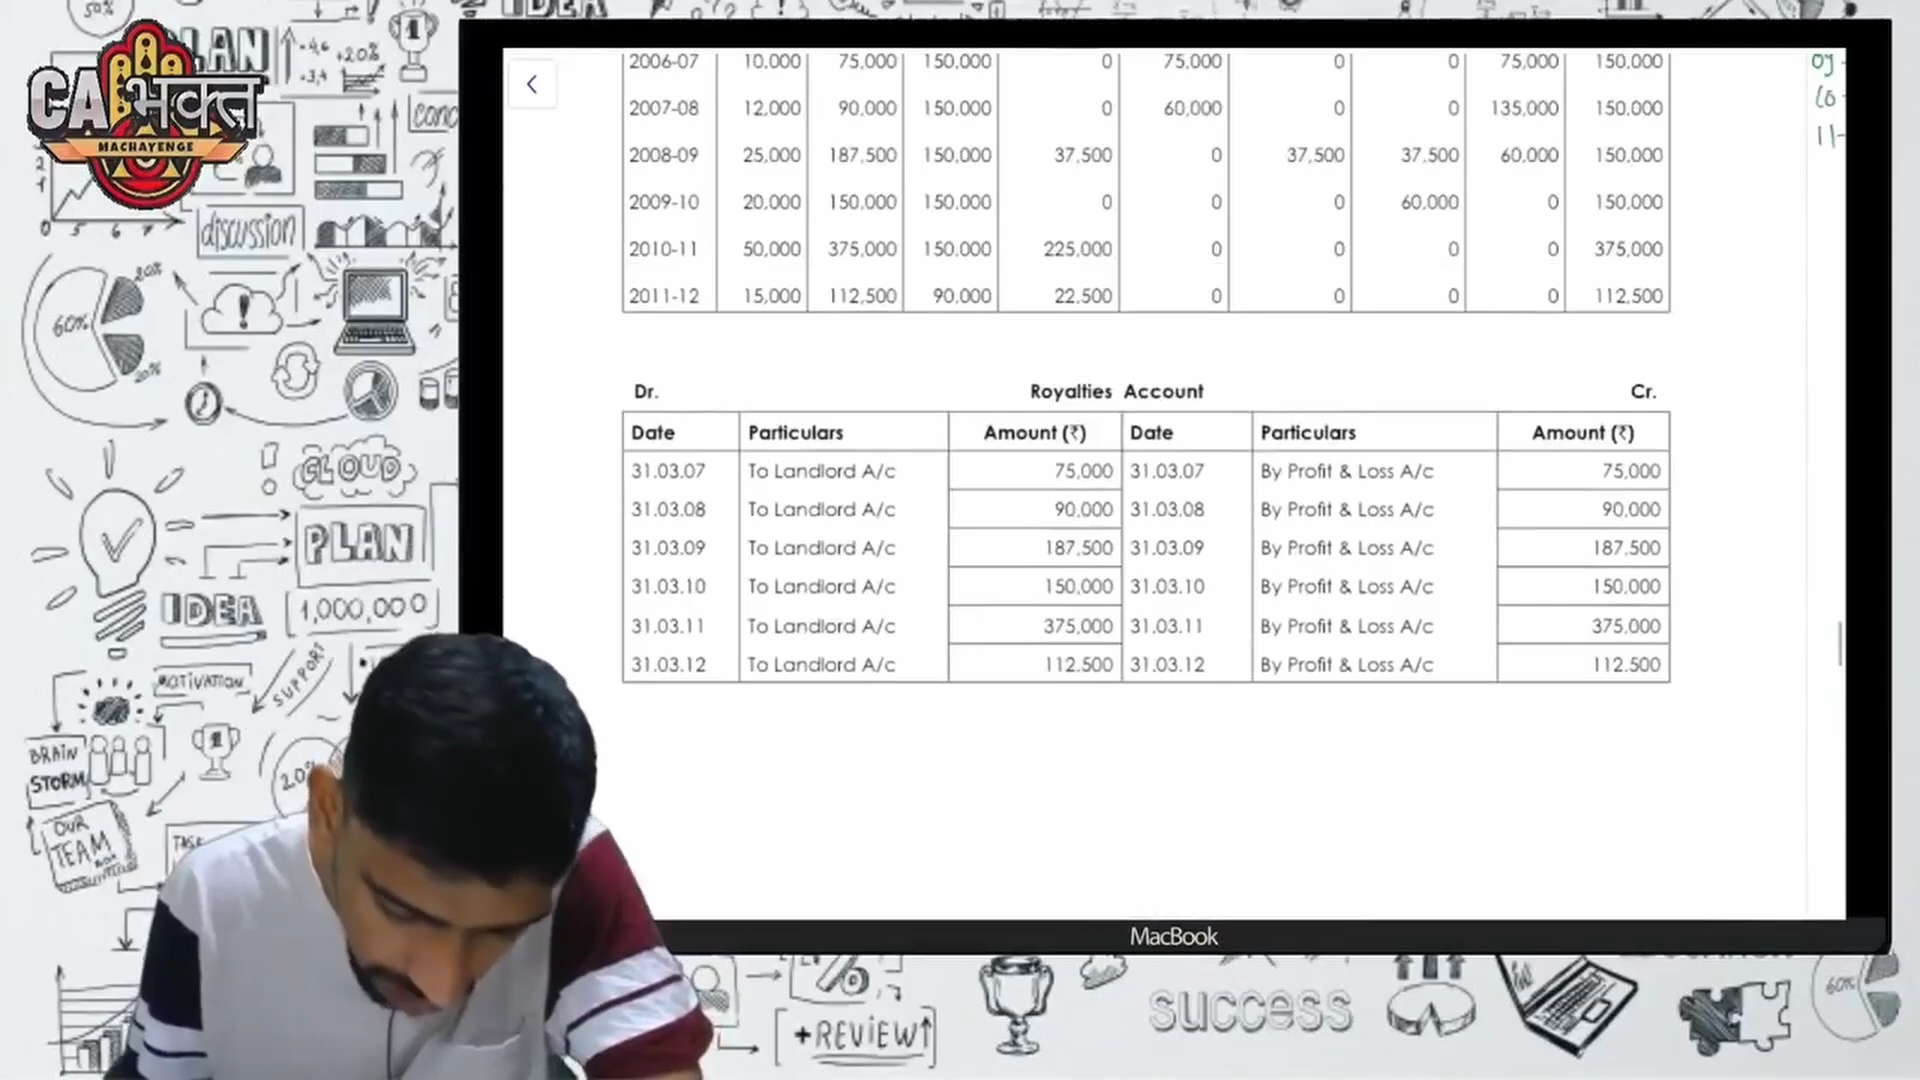 50%
PLAN
IDEA
+20%
CA भक्त
MACHAYENGE
discussion
60%
20%
20%
CLOUD
PLAN
IDEA
1,000,000
MOTIVATION
SUPPORT
BRAIN
STORM
OUR
TEAM
TASK
2006-07 10,000 75,000 150,000 0 75,000 0 0 75,000 150,000
2007-08 12,000 90,000 150,000 0 60,000 0 0 135,000 150,000
2008-09 25,000 187,500 150,000 37,500 0 37,500 37,500 60,000 150,000
2009-10 20,000 150,000 150,000 0 0 0 60,000 0 150,000
2010-11 50,000 375,000 150,000 225,000 0 0 0 0 375,000
2011-12 15,000 112,500 90,000 22,500 0 0 0 0 112,500
Dr. Royalties Account Cr.
Date Particulars Amount (₹) Date Particulars Amount (₹)
31.03.07 To Landlord A/c 75,000 31.03.07 By Profit & Loss A/c 75,000
31.03.08 To Landlord A/c 90,000 31.03.08 By Profit & Loss A/c 90,000
31.03.09 To Landlord A/c 187,500 31.03.09 By Profit & Loss A/c 187,500
31.03.10 To Landlord A/c 150,000 31.03.10 By Profit & Loss A/c 150,000
31.03.11 To Landlord A/c 375,000 31.03.11 By Profit & Loss A/c 375,000
31.03.12 To Landlord A/c 112,500 31.03.12 By Profit & Loss A/c 112,500
MacBook
+REVIEW
success
60%